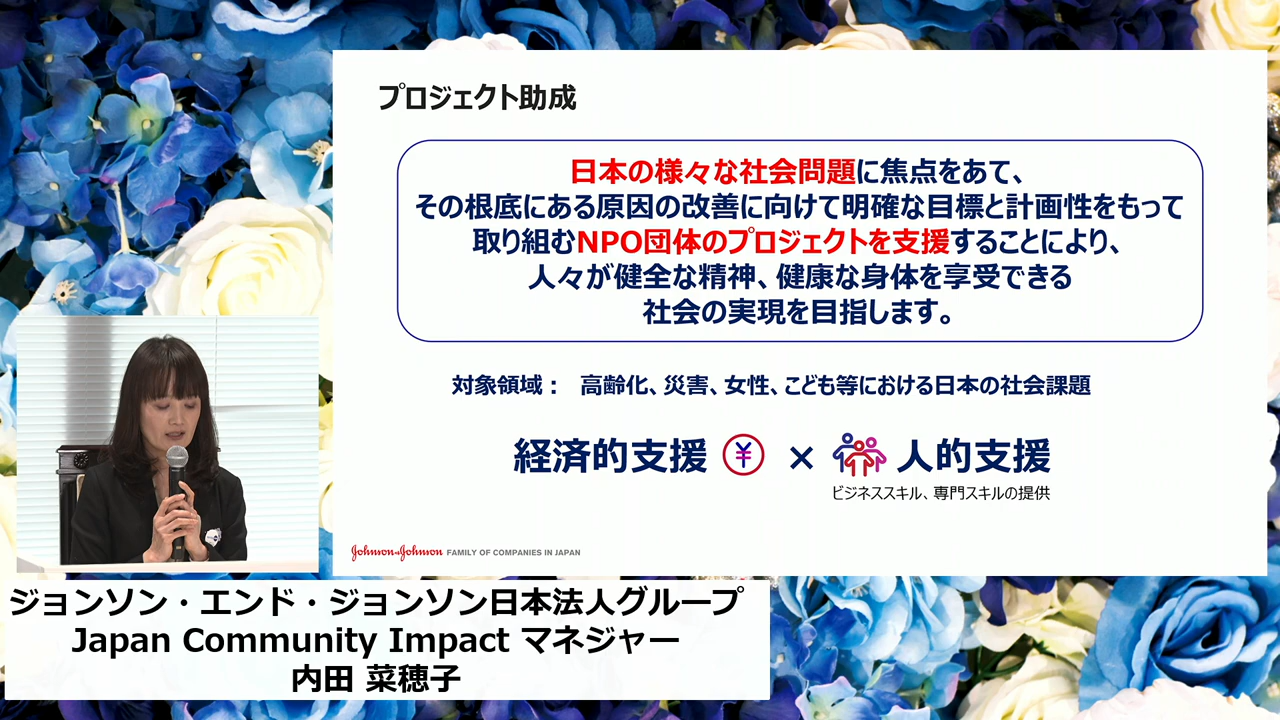 プロジェクト助成
日本の様々な社会問題に焦点をあて、
その根底にある原因の改善に向けて明確な目標と計画性をもって
取り組むNPO団体のプロジェクトを支援することにより、
人々が健全な精神、健康な身体を享受できる
社会の実現を目指します。
対象領域： 高齢化、災害、女性、こども等における日本の社会課題
経済的支援 ¥ × 人的支援
ビジネススキル、専門スキルの提供
Johnson&Johnson FAMILY OF COMPANIES IN JAPAN
ジョンソン・エンド・ジョンソン日本法人グループ
Japan Community Impact マネジャー
内田 菜穂子